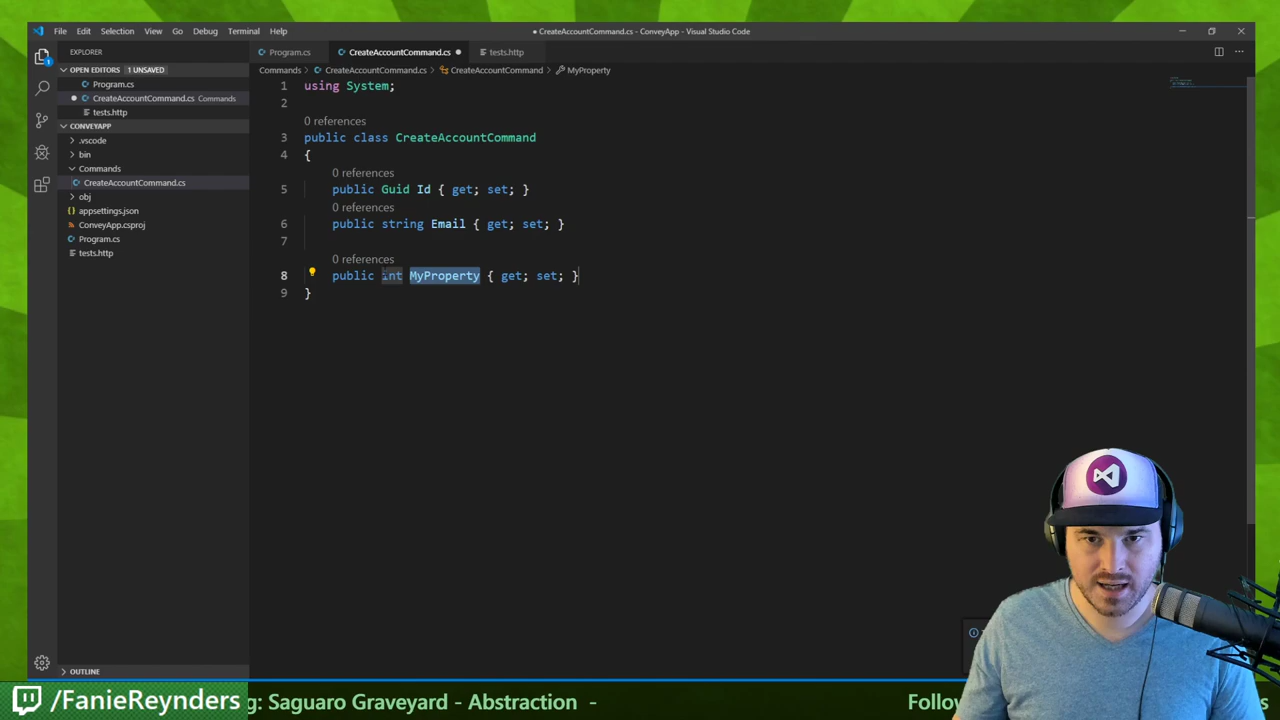 File Edit Selection View Go Debug Terminal Help
● CreateAccountCommand.cs - ConveyApp - Visual Studio Code
EXPLORER
OPEN EDITORS 1 UNSAVED
Program.cs
CreateAccountCommand.cs Commands
tests.http
CONVEYAPP
.vscode
bin
Commands
CreateAccountCommand.cs
obj
appsettings.json
ConveyApp.csproj
Program.cs
tests.http
OUTLINE
1
Program.cs CreateAccountCommand.cs ● tests.http
Commands > CreateAccountCommand.cs > CreateAccountCommand > MyProperty
1 using System;
2
0 references
3 public class CreateAccountCommand
4 {
0 references
5 public Guid Id { get; set; }
0 references
6 public string Email { get; set; }
7
0 references
8 public int MyProperty { get; set; }
9 }
/FanieReynders
g: Saguaro Graveyard - Abstraction -
Follow